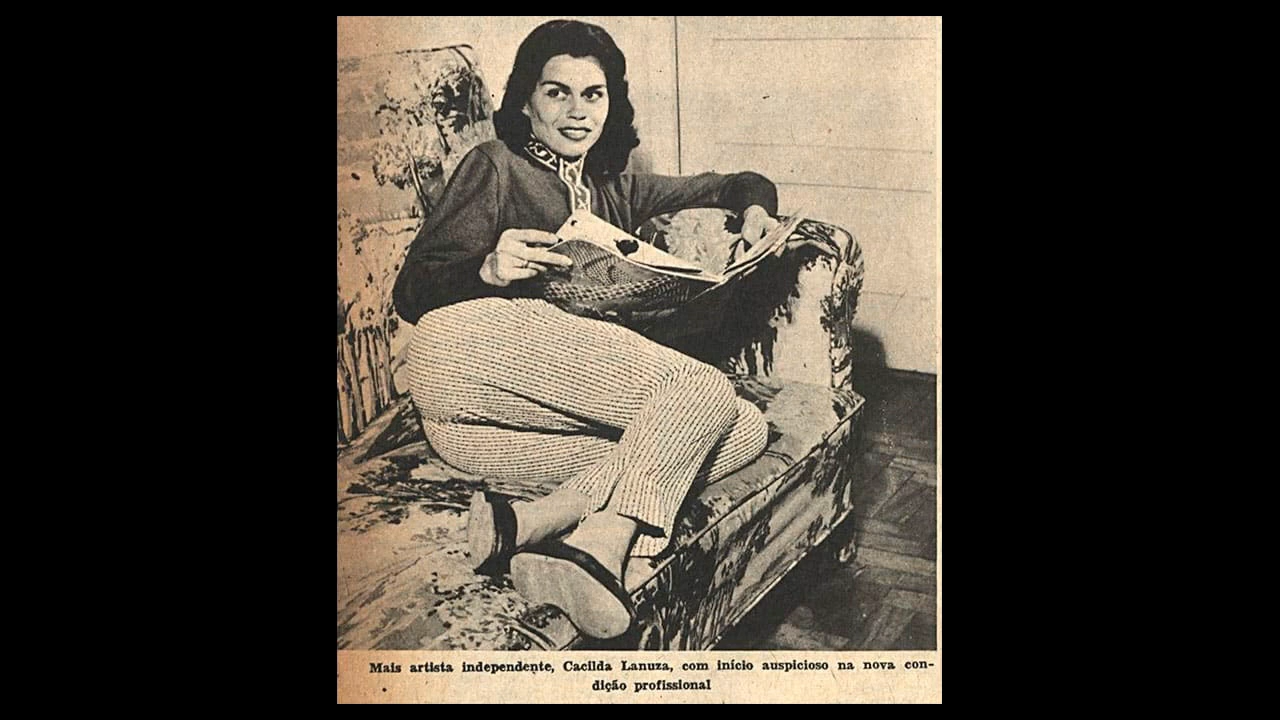 Mais artista independente, Cacilda Lanuza, com início auspicioso na nova con-
dição profissional